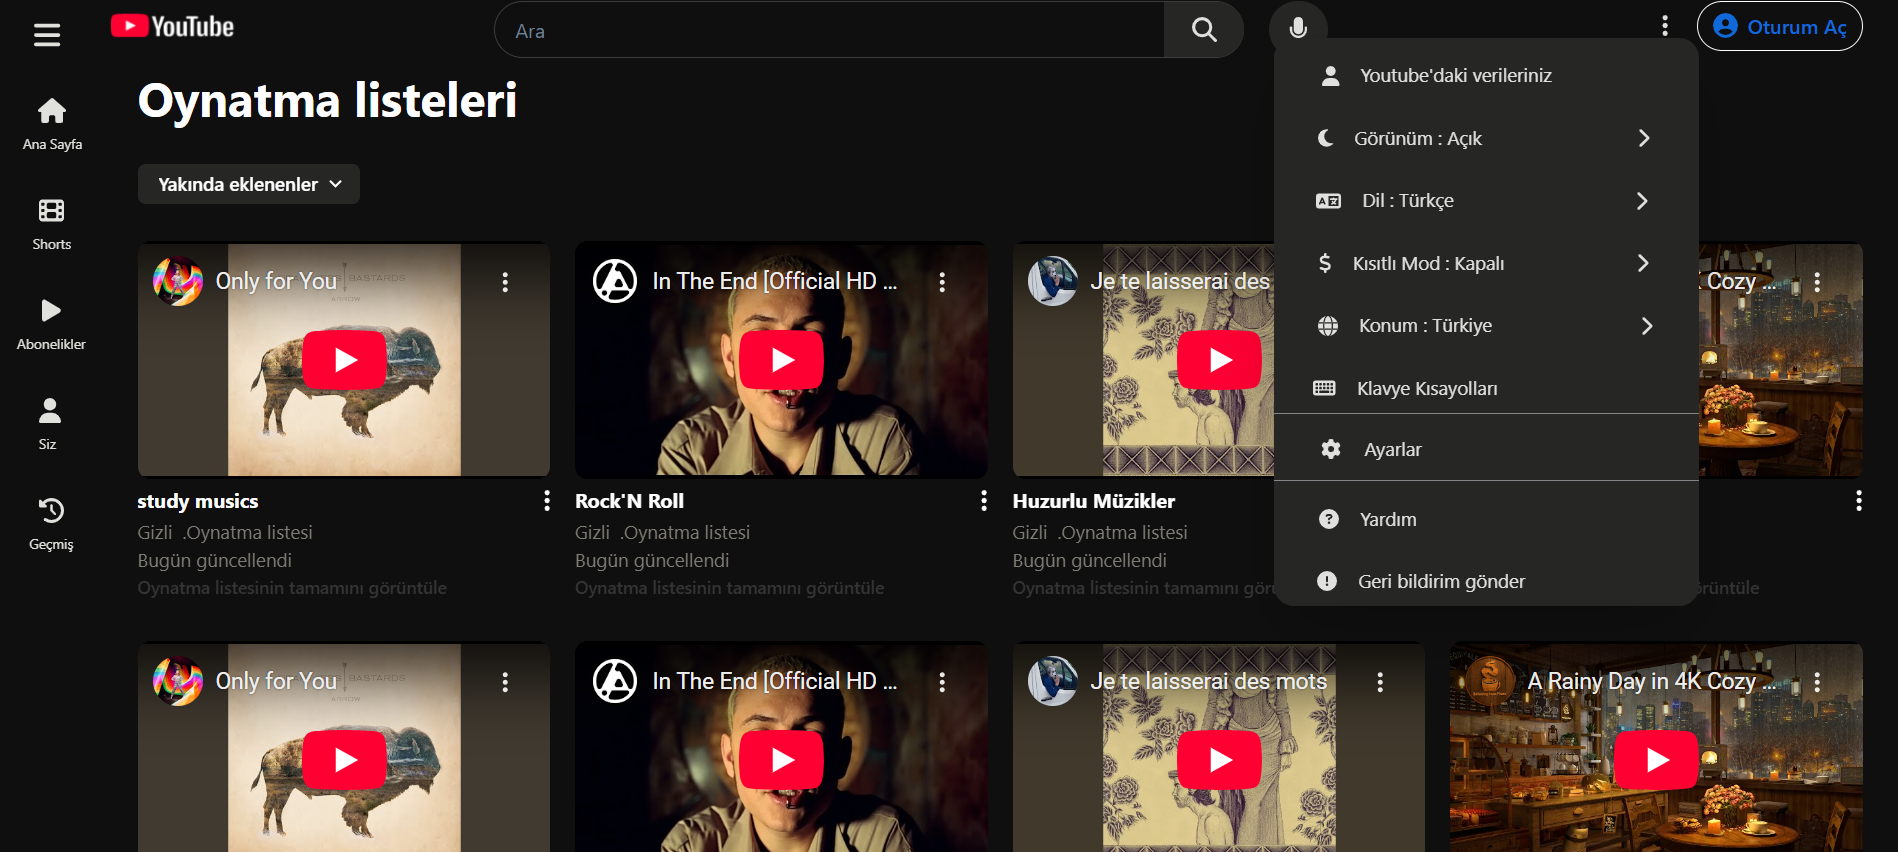 YouTube
Ara
Oturum Aç
Oynatma listeleri
Ana Sayfa
Shorts
Abonelikler
Siz
Geçmiş
Yakında eklenenler
Youtube'daki verileriniz
Görünüm : Açık
Dil : Türkçe
Kısıtlı Mod : Kapalı
Konum : Türkiye
Klavye Kısayolları
Ayarlar
Yardım
Geri bildirim gönder
Only for You
BASTARDS
ARROW
In The End [Official HD ...
Je te laisserai des
Cozy ...
study musics
Gizli .Oynatma listesi
Bugün güncellendi
Oynatma listesinin tamamını görüntüle
Rock'N Roll
Gizli .Oynatma listesi
Bugün güncellendi
Oynatma listesinin tamamını görüntüle
Huzurlu Müzikler
Gizli .Oynatma listesi
Bugün güncellendi
Oynatma listesinin tamamını görü
rüntüle
Only for You
BASTARDS
ARROW
In The End [Official HD ...
Je te laisserai des mots
A Rainy Day in 4K Cozy ...